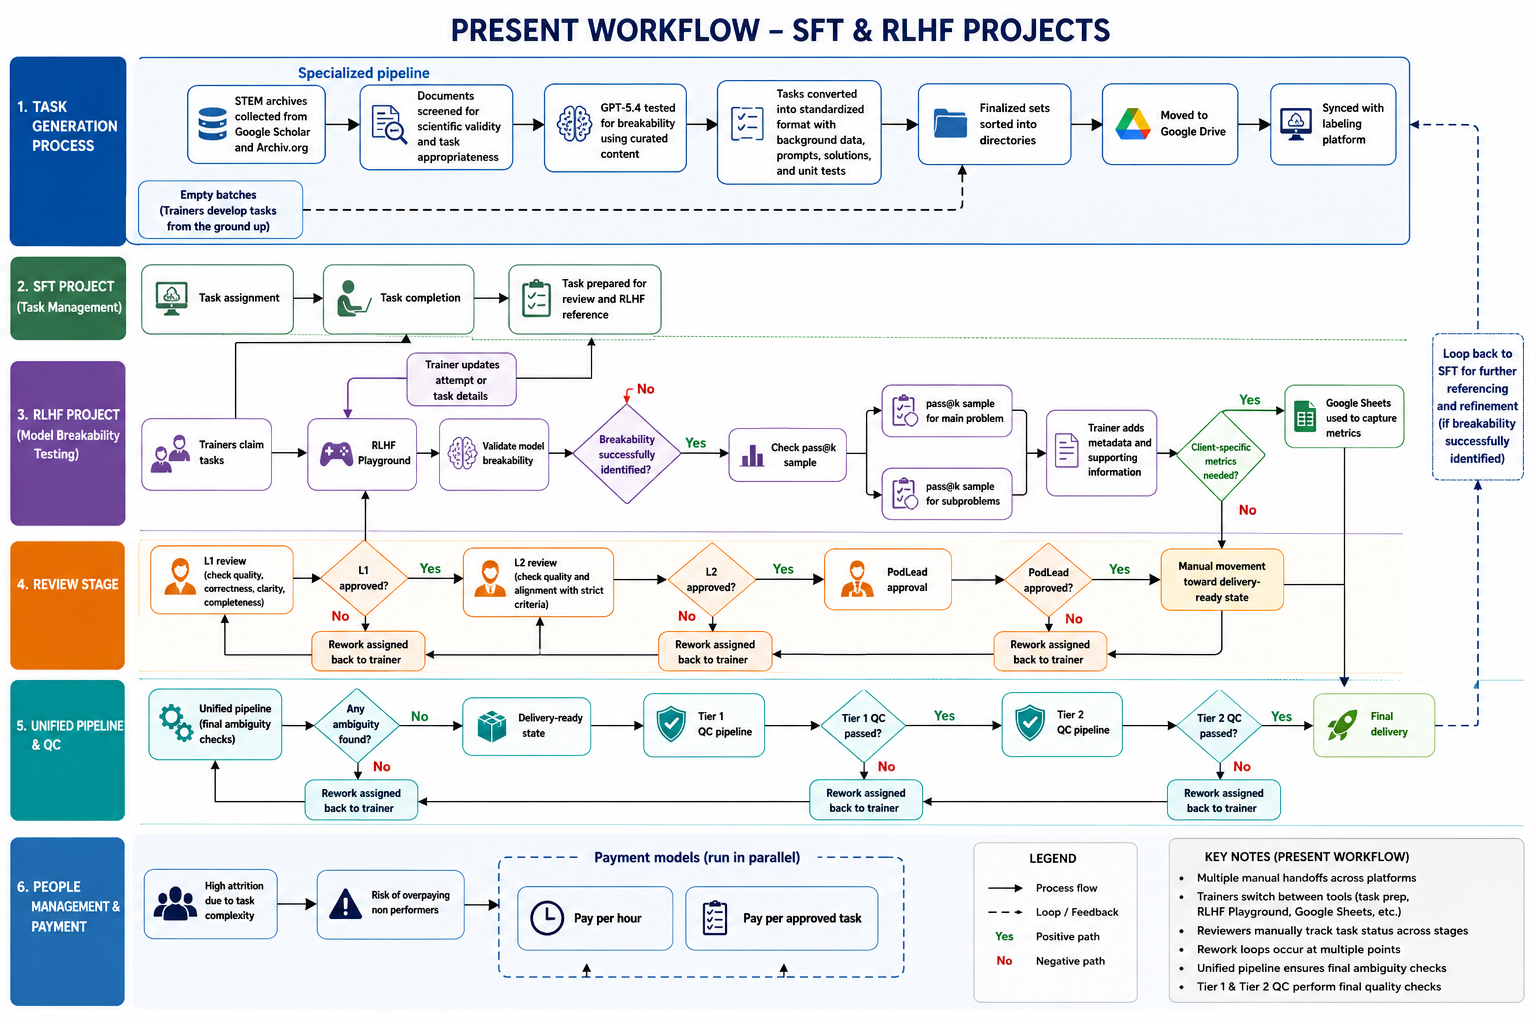 PRESENT WORKFLOW – SFT & RLHF PROJECTS
1. TASK
GENERATION
PROCESS
Specialized pipeline
STEM archives
collected from
Google Scholar
and Archiv.org
Documents
screened for
scientific validity
and task
appropriateness
GPT-5.4 tested
for breakability
using curated
content
Tasks converted
into standardized
format with
background data,
prompts, solutions,
and unit tests
Finalized sets
sorted into
directories
Moved to
Google Drive
Synced with
labeling
platform
Empty batches
(Trainers develop tasks
from the ground up)
2. SFT PROJECT
(Task Management)
Task assignment
Task completion
Task prepared for
review and RLHF
reference
Loop back to
SFT for further
referencing
and refinement
(if breakability
successfully
identified)
3. RLHF PROJECT
(Model Breakability
Testing)
Trainer updates
attempt or
task details
Trainers claim
tasks
RLHF
Playground
Validate model
breakability
No
Breakability
successfully
identified?
Yes
Check pass@k
sample
pass@k sample
for main problem
pass@k sample
for subproblems
Trainer adds
metadata and
supporting
information
Client-specific
metrics
needed?
Yes
No
Google Sheets
used to capture
metrics
4. REVIEW STAGE
L1 review
(check quality,
correctness, clarity,
completeness)
L1
approved?
Yes
No
Rework assigned
back to trainer
L2 review
(check quality and
alignment with strict
criteria)
L2
approved?
Yes
No
Rework assigned
back to trainer
PodLead
approval
PodLead
approved?
Yes
No
Rework assigned
back to trainer
Manual movement
toward delivery-
ready state
5. UNIFIED PIPELINE
& QC
Unified pipeline
(final ambiguity
checks)
Any
ambiguity
found?
No
No
Rework assigned
back to trainer
Delivery-ready
state
Tier 1
QC pipeline
Tier 1 QC
passed?
Yes
No
Rework assigned
back to trainer
Tier 2
QC pipeline
Tier 2 QC
passed?
Yes
No
Rework assigned
back to trainer
Final
delivery
6. PEOPLE
MANAGEMENT &
PAYMENT
High attrition
due to task
complexity
Risk of overpaying
non performers
Payment models (run in parallel)
Pay per hour
Pay per approved task
LEGEND
Process flow
Loop / Feedback
Yes Positive path
No Negative path
KEY NOTES (PRESENT WORKFLOW)
• Multiple manual handoffs across platforms
• Trainers switch between tools (task prep,
RLHF Playground, Google Sheets, etc.)
• Reviewers manually track task status across stages
• Rework loops occur at multiple points
• Unified pipeline ensures final ambiguity checks
• Tier 1 & Tier 2 QC perform final quality checks